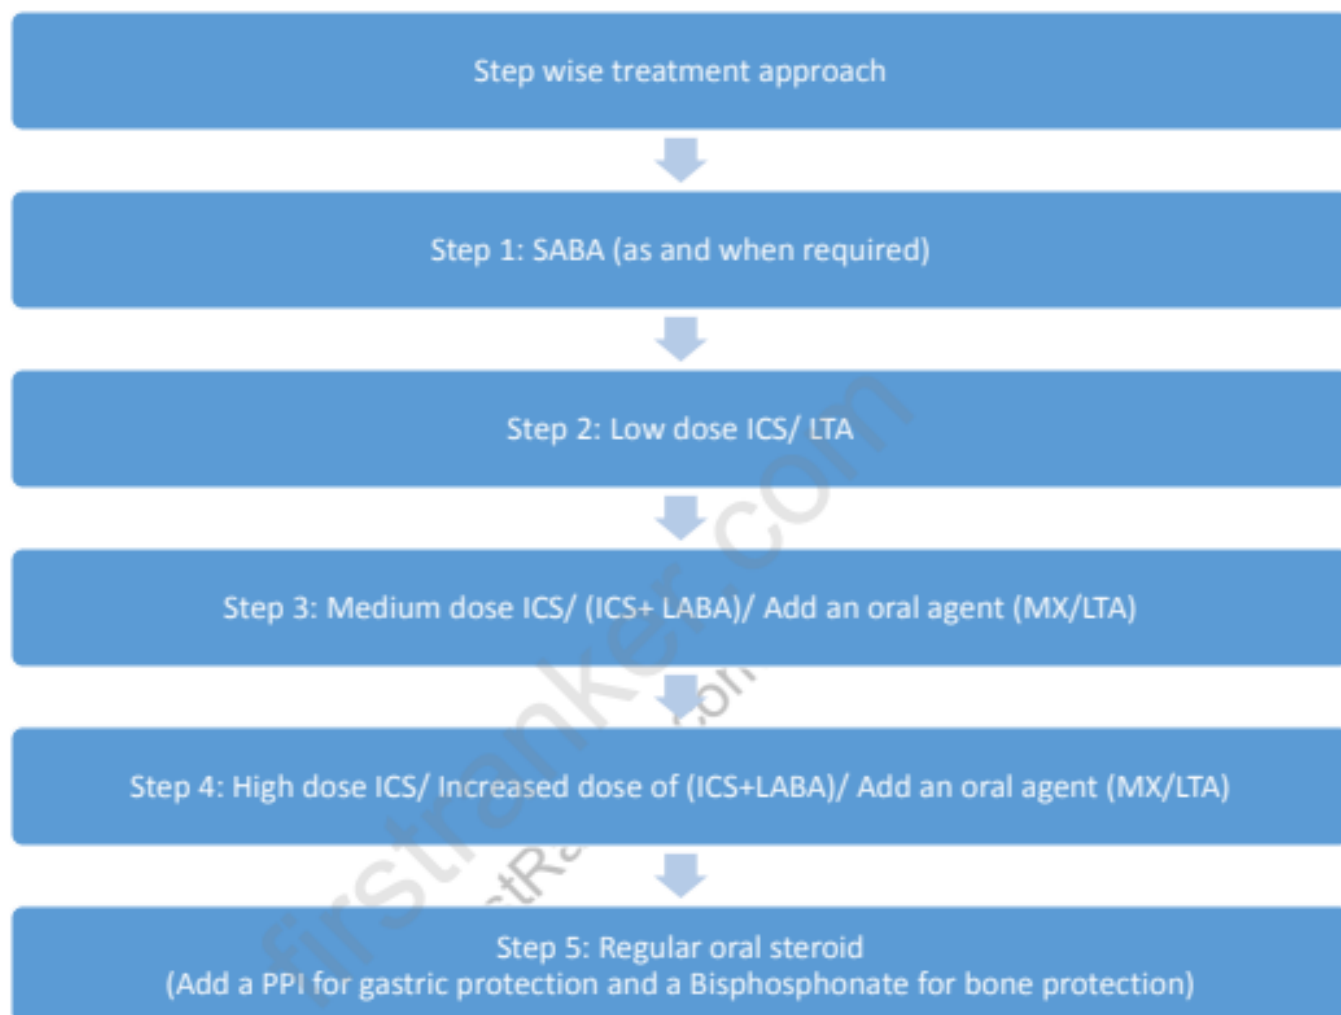 Step wise treatment approach
Step 1: SABA (as and when required)
Step 2: Low dose ICS/ LTA
Step 3: Medium dose ICS/ (ICS+ LABA)/ Add an oral agent (MX/LTA)
Step 4: High dose ICS/ Increased dose of (ICS+LABA)/ Add an oral agent (MX/LTA)
Step 5: Regular oral steroid
(Add a PPI for gastric protection and a Bisphosphonate for bone protection)
firstranker.com